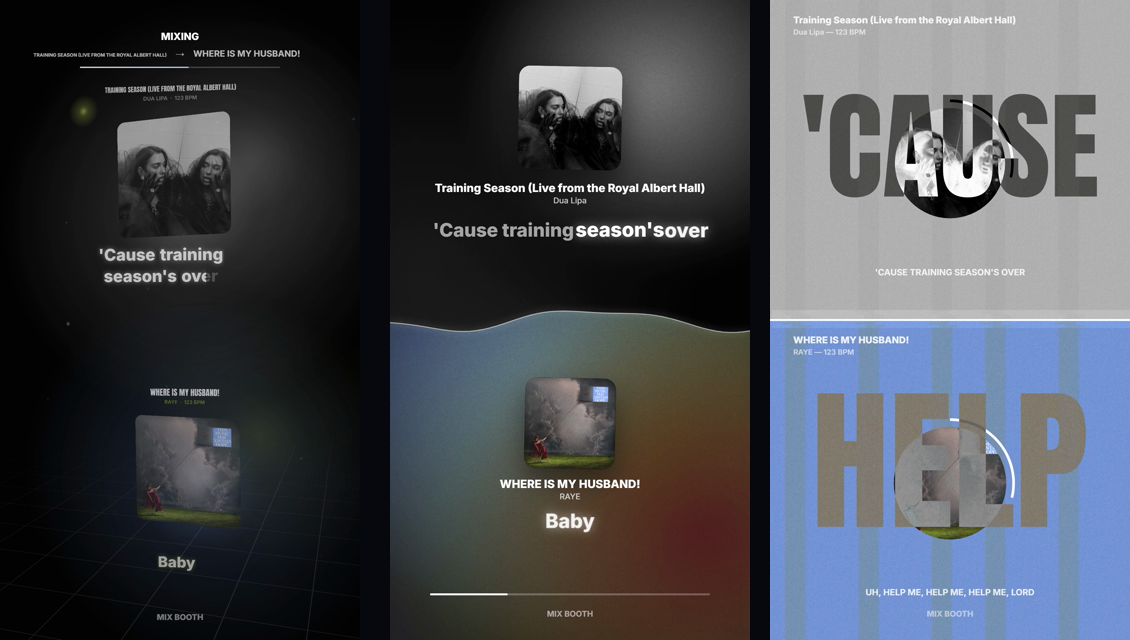 MIXING
TRAINING SEASON (LIVE FROM THE ROYAL ALBERT HALL) → WHERE IS MY HUSBAND!
TRAINING SEASON (LIVE FROM THE ROYAL ALBERT HALL)
DUA LIPA · 123 BPM
'Cause training
season's over
WHERE IS MY HUSBAND!
RAYE · 123 BPM
Baby
MIX BOOTH
Training Season (Live from the Royal Albert Hall)
Dua Lipa
'Cause training season's over
WHERE IS MY HUSBAND!
RAYE
Baby
MIX BOOTH
Training Season (Live from the Royal Albert Hall)
Dua Lipa — 123 BPM
'CAUSE
'CAUSE TRAINING SEASON'S OVER
WHERE IS MY HUSBAND!
RAYE — 123 BPM
HELP
UH, HELP ME, HELP ME, HELP ME, LORD
MIX BOOTH